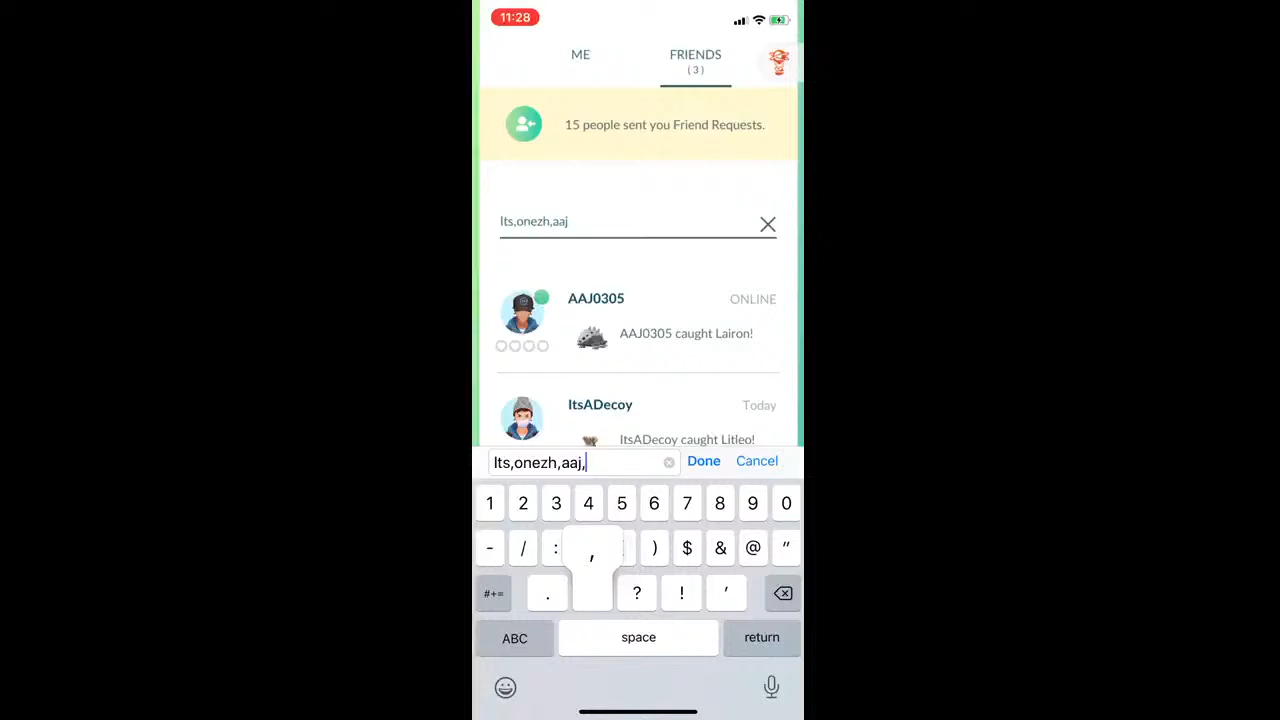 11:28
ME
FRIENDS
(3)
15 people sent you Friend Requests.
Its,onezh,aaj
AAJ0305
ONLINE
AAJ0305 caught Lairon!
ItsADecoy
Today
ItsADecoy caught Litleo!
Its,onezh,aaj,
Done
Cancel
1 2 3 4 5 6 7 8 9 0
- / : ) $ & @ "
#+= . , ? ! '
ABC space return